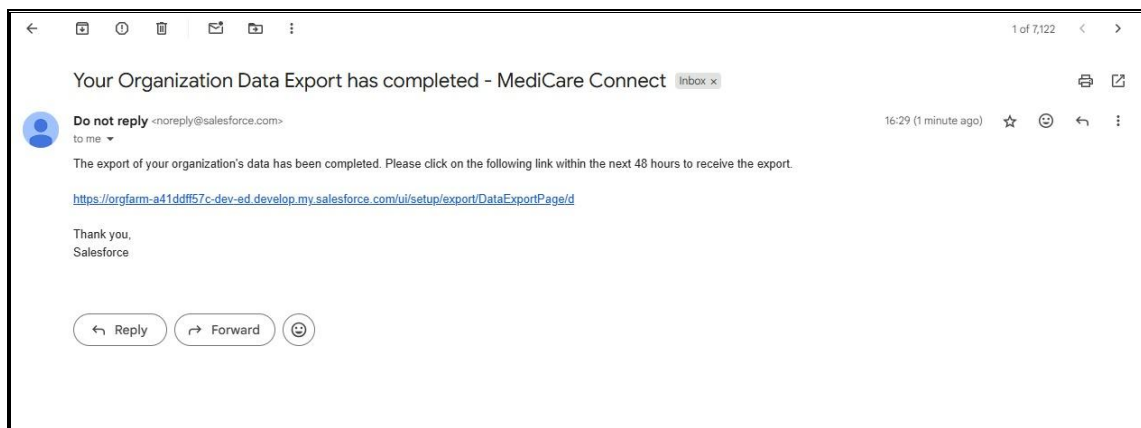 1 of 7,122
Your Organization Data Export has completed - MediCare Connect Inbox x
Do not reply <noreply@salesforce.com> 16:29 (1 minute ago)
to me
The export of your organization's data has been completed. Please click on the following link within the next 48 hours to receive the export.
https://orgfarm-a41ddff57c-dev-ed.develop.my.salesforce.com/ui/setup/export/DataExportPage/d
Thank you,
Salesforce
Reply Forward